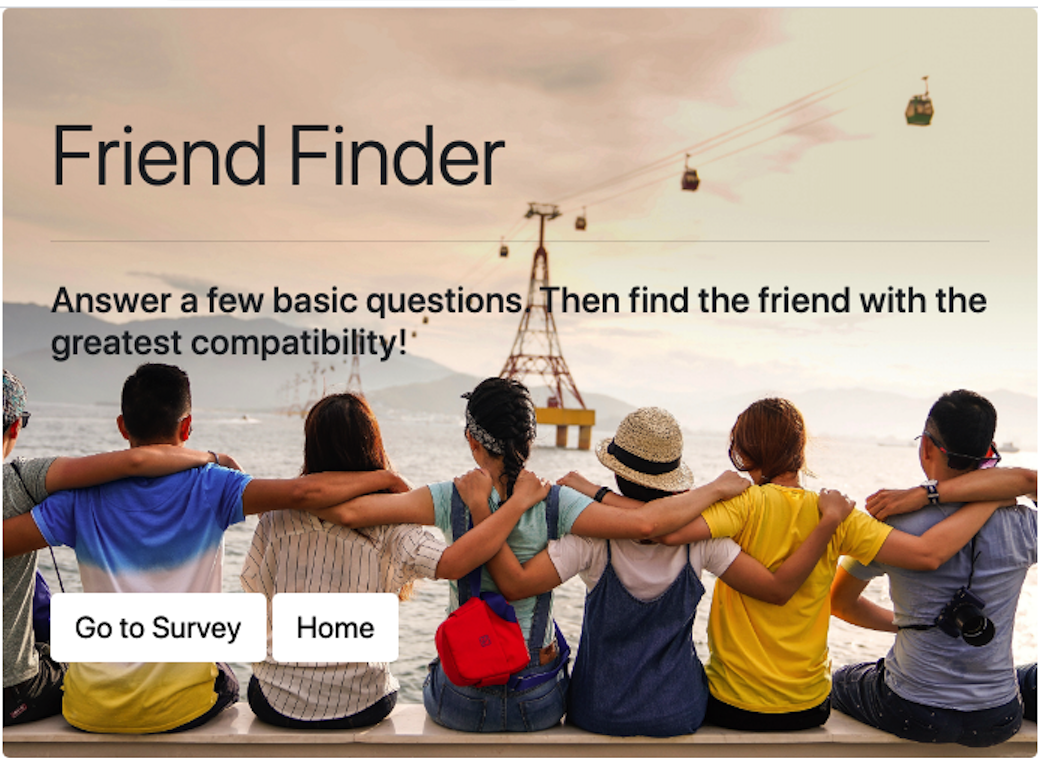 Friend Finder
Answer a few basic questions. Then find the friend with the
greatest compatibility!
Go to Survey
Home